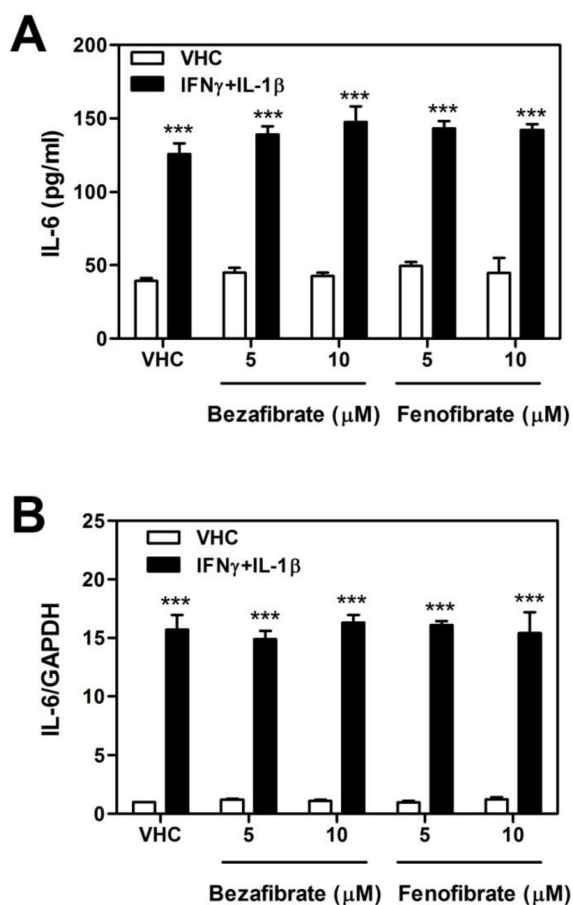 A
200
150
100
50
0
IL-6 (pg/ml)
VHC
IFNγ+IL-1β
*** *** *** *** ***
VHC 5 10 5 10
Bezafibrate (μM) Fenofibrate (μM)
B
25
20
15
10
5
0
IL-6/GAPDH
VHC
IFNγ+IL-1β
*** *** *** *** ***
VHC 5 10 5 10
Bezafibrate (μM) Fenofibrate (μM)